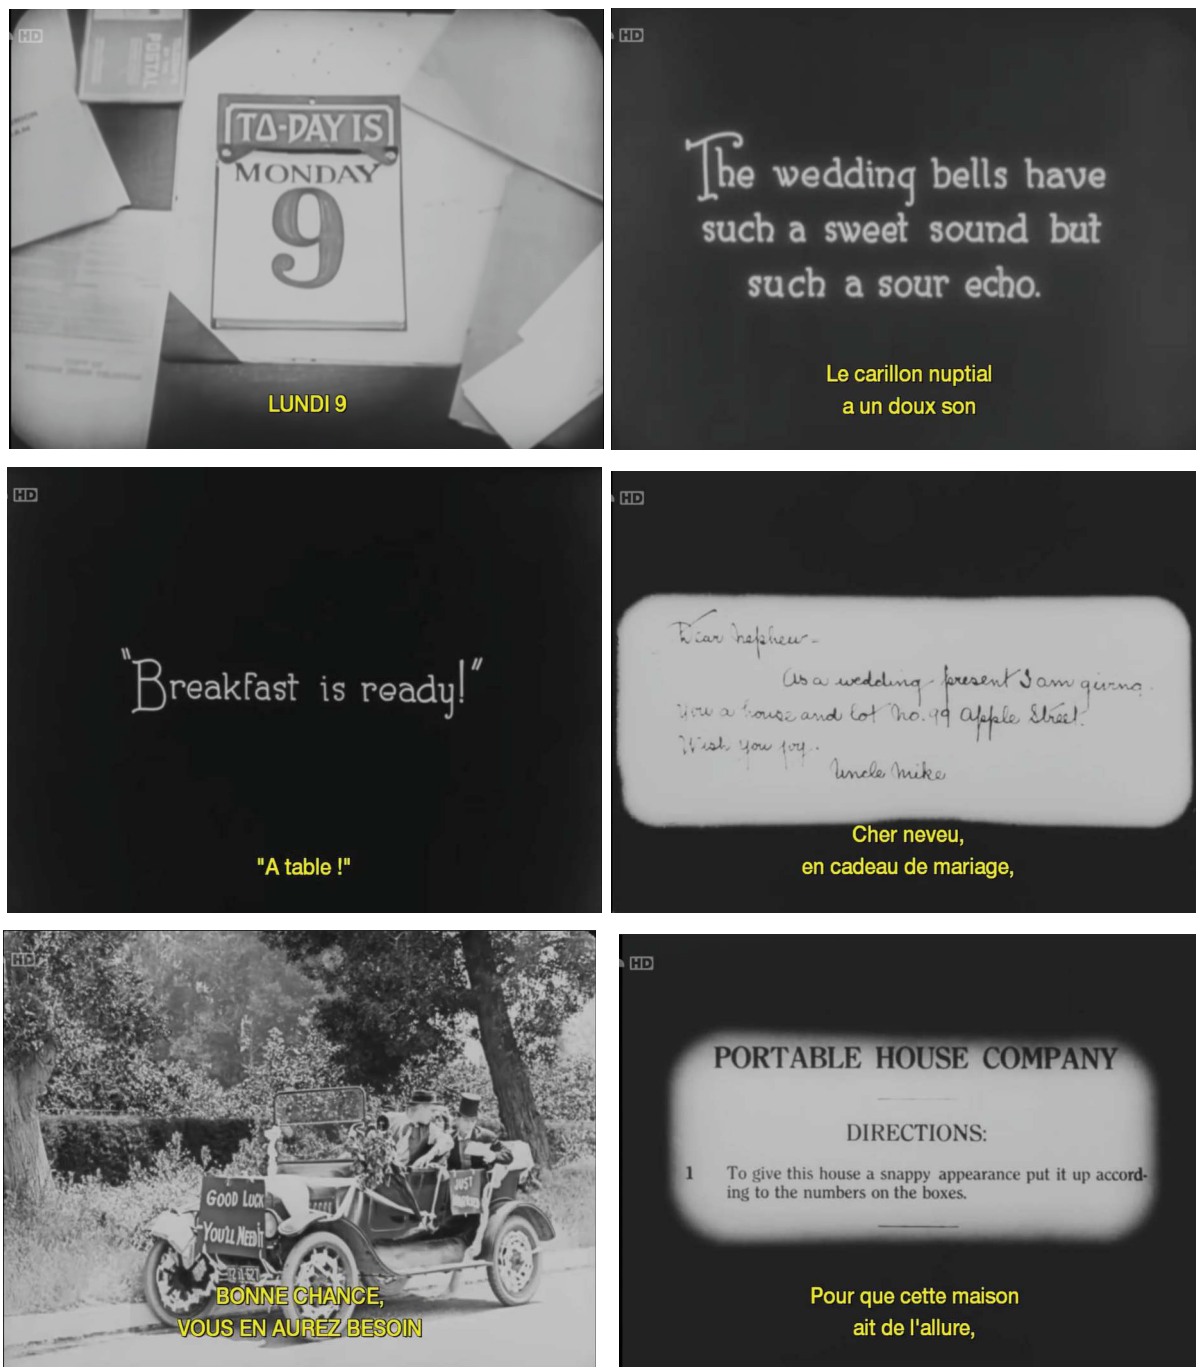 HD
POSTAL
TO-DAY IS
MONDAY
9
COPY OF
LUNDI 9
HD
The wedding bells have
such a sweet sound but
such a sour echo.
Le carillon nuptial
a un doux son
HD
"Breakfast is ready!"
"A table !"
HD
Dear Nephew-
As a wedding present I am giving
you a house and lot No. 99 Apple Street.
Wish you joy.
Uncle Mike
Cher neveu,
en cadeau de mariage,
HD
JUST
MARRIED
GOOD LUCK
YOU'LL NEED IT
BONNE CHANCE,
VOUS EN AUREZ BESOIN
HD
PORTABLE HOUSE COMPANY
DIRECTIONS:
1 To give this house a snappy appearance put it up accord-
ing to the numbers on the boxes.
Pour que cette maison
ait de l'allure,